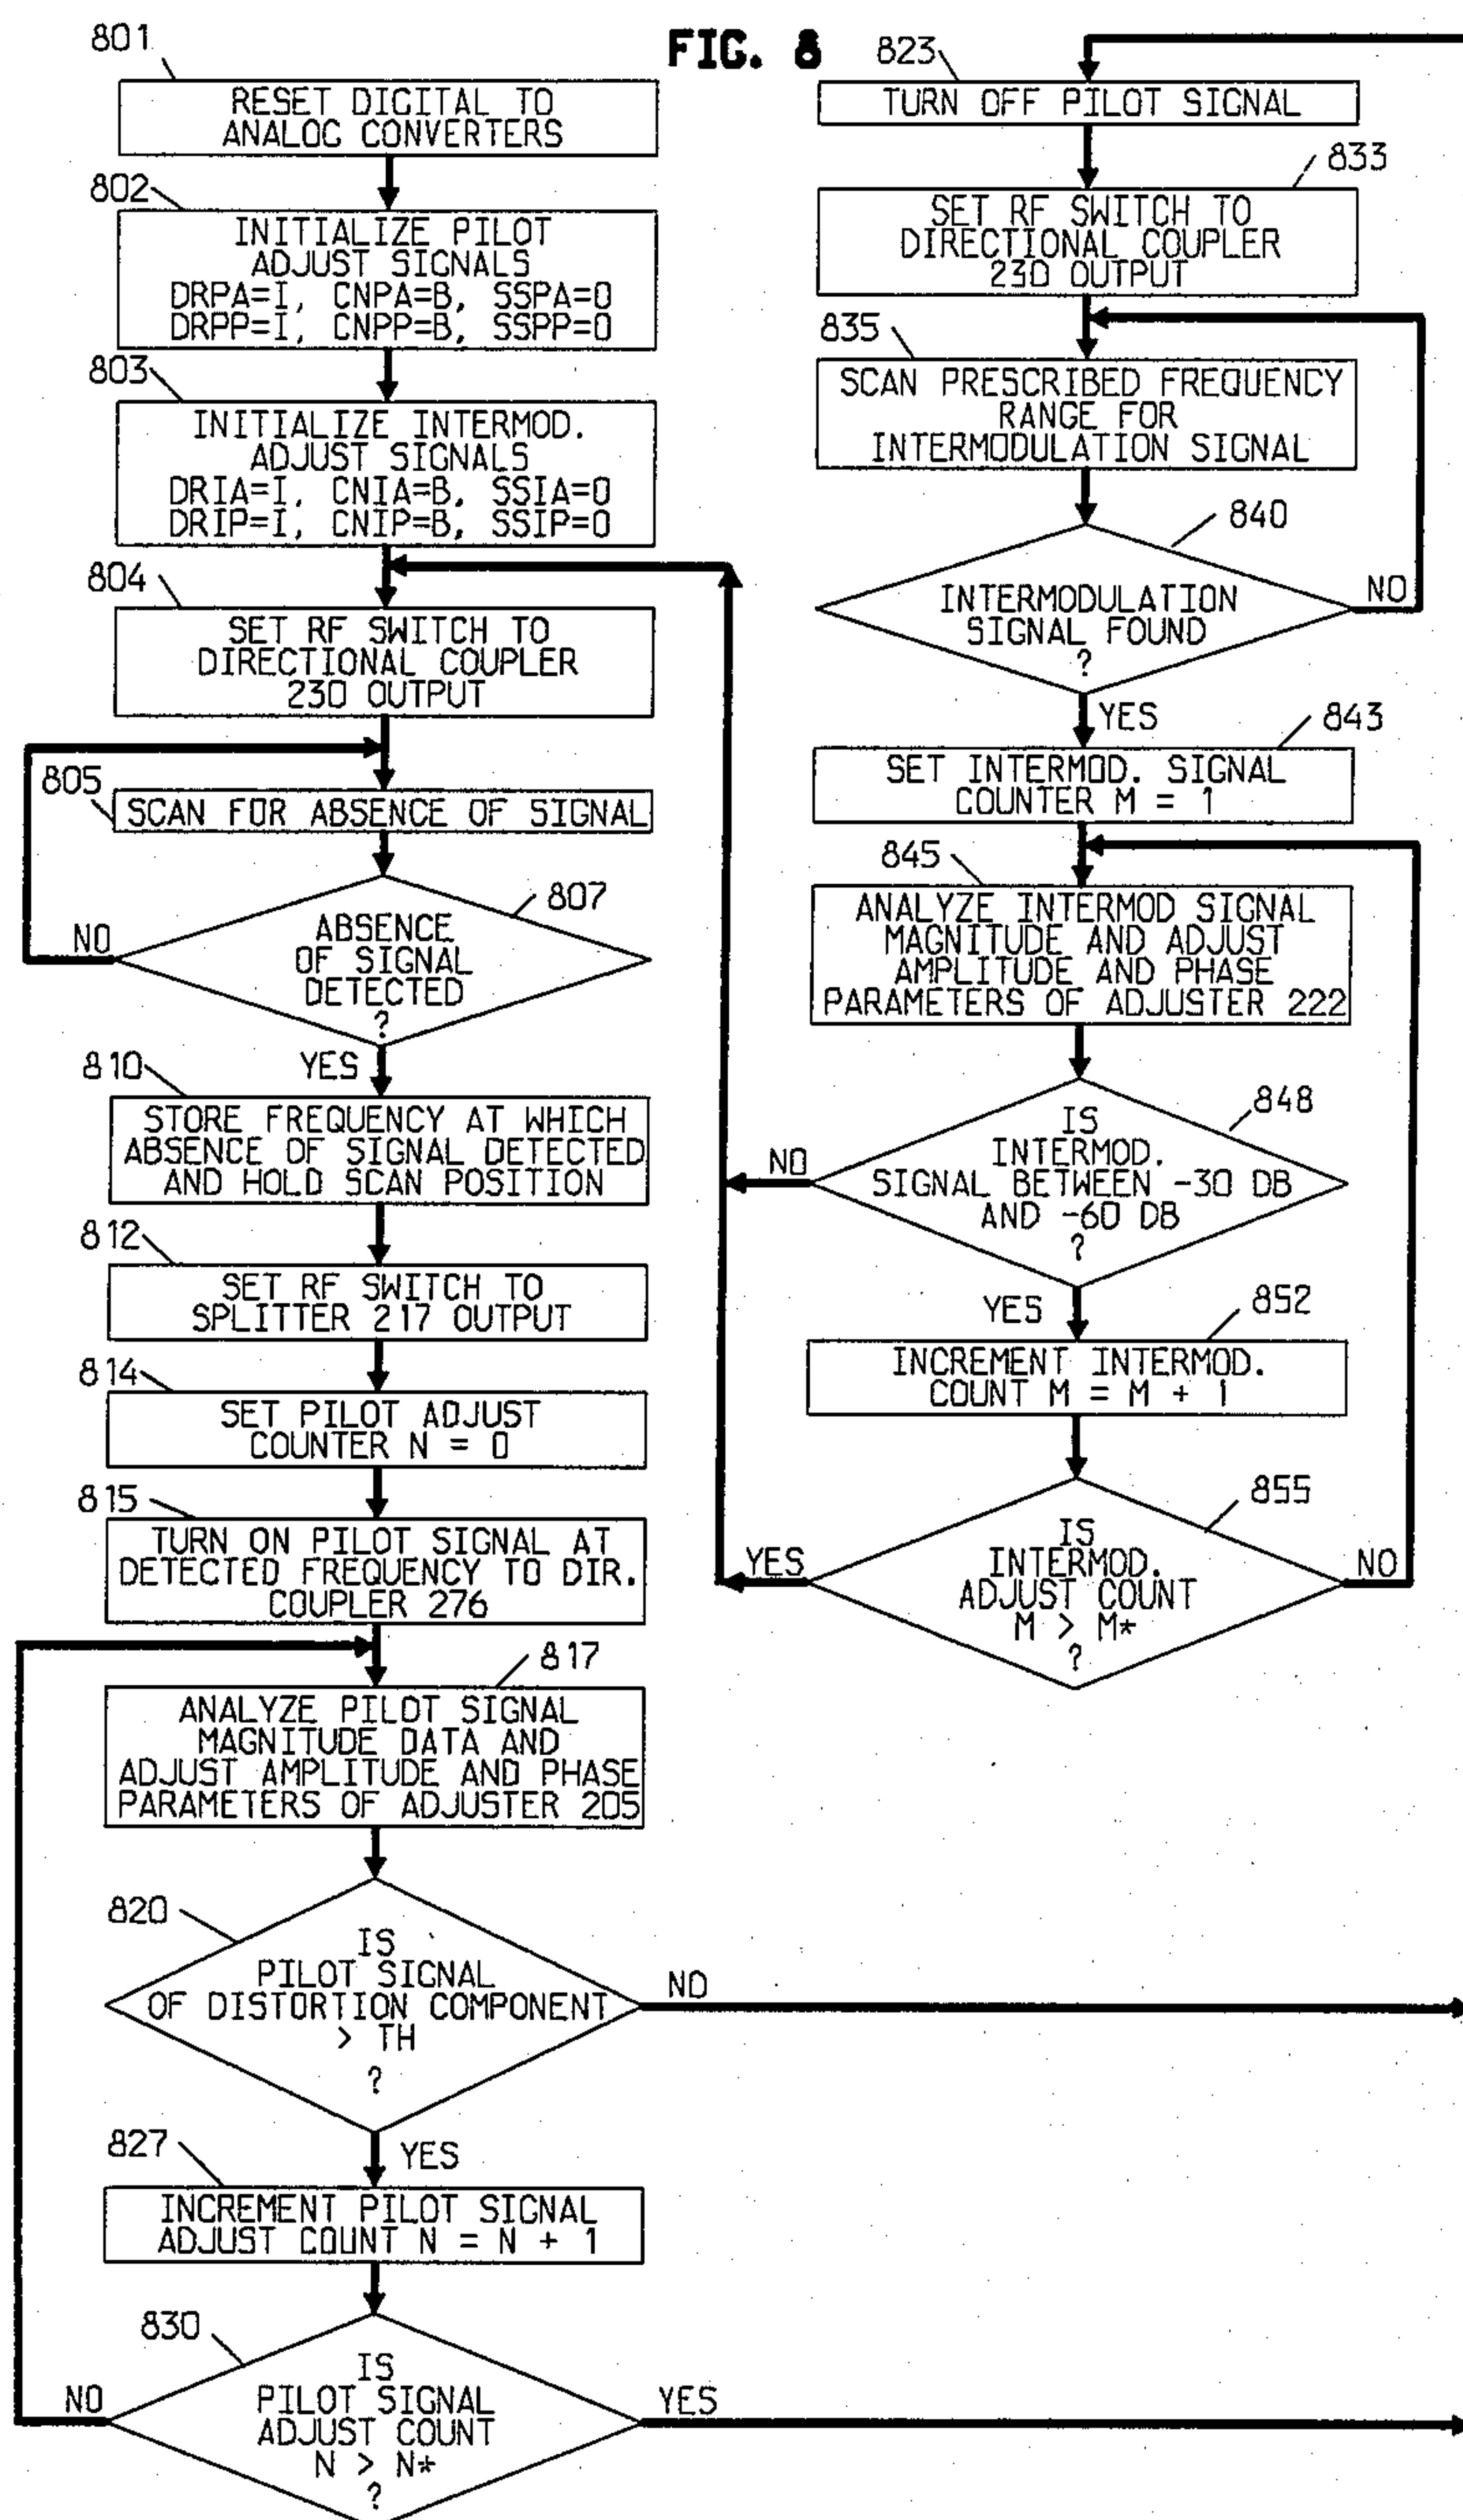 FIG. 8
801
RESET DIGITAL TO
ANALOG CONVERTERS
802
INITIALIZE PILOT
ADJUST SIGNALS
DRPA=I, CNPA=B, SSPA=0
DRPP=I, CNPP=B, SSPP=0
803
INITIALIZE INTERMOD.
ADJUST SIGNALS
DRIA=I, CNIA=B, SSIA=0
DRIP=I, CNIP=B, SSIP=0
804
SET RF SWITCH TO
DIRECTIONAL COUPLER
230 OUTPUT
805
SCAN FOR ABSENCE OF SIGNAL
807
ABSENCE
OF SIGNAL
DETECTED
?
NO
YES
810
STORE FREQUENCY AT WHICH
ABSENCE OF SIGNAL DETECTED
AND HOLD SCAN POSITION
812
SET RF SWITCH TO
SPLITTER 217 OUTPUT
814
SET PILOT ADJUST
COUNTER N = 0
815
TURN ON PILOT SIGNAL AT
DETECTED FREQUENCY TO DIR.
COUPLER 276
817
ANALYZE PILOT SIGNAL
MAGNITUDE DATA AND
ADJUST AMPLITUDE AND PHASE
PARAMETERS OF ADJUSTER 205
820
IS
PILOT SIGNAL
OF DISTORTION COMPONENT
> TH
?
NO
YES
827
INCREMENT PILOT SIGNAL
ADJUST COUNT N = N + 1
830
IS
PILOT SIGNAL
ADJUST COUNT
N > N*
?
NO
YES
823
TURN OFF PILOT SIGNAL
833
SET RF SWITCH TO
DIRECTIONAL COUPLER
230 OUTPUT
835
SCAN PRESCRIBED FREQUENCY
RANGE FOR
INTERMODULATION SIGNAL
840
INTERMODULATION
SIGNAL FOUND
?
NO
YES
843
SET INTERMOD. SIGNAL
COUNTER M = 1
845
ANALYZE INTERMOD SIGNAL
MAGNITUDE AND ADJUST
AMPLITUDE AND PHASE
PARAMETERS OF ADJUSTER 222
848
IS
INTERMOD.
SIGNAL BETWEEN -30 DB
AND -60 DB
?
NO
YES
852
INCREMENT INTERMOD.
COUNT M = M + 1
855
IS
INTERMOD.
ADJUST COUNT
M > M*
?
YES
NO